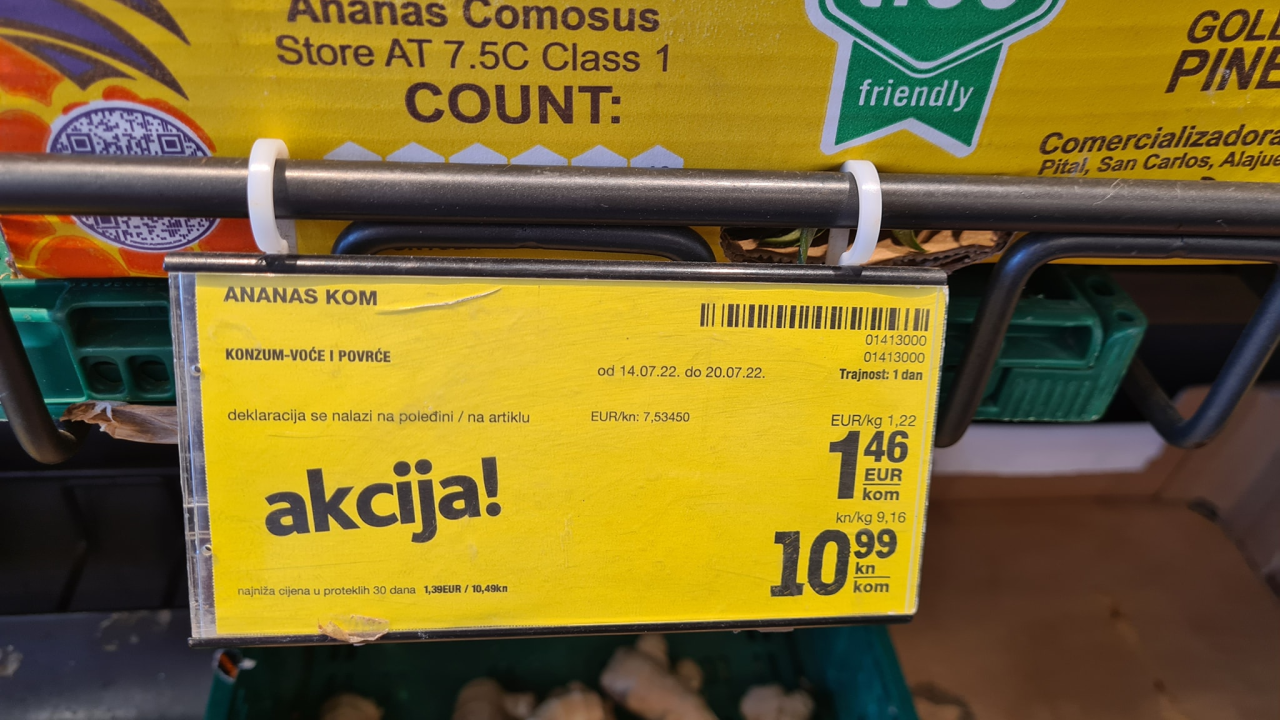 Ananas Comosus
Store AT 7.5C Class 1
COUNT:
friendly
Comercializadora
Pital, San Carlos,
ANANAS KOM
01413000
01413000
KONZUM-VOĆE I POVRĆE
od 14.07.22. do 20.07.22.
Trajnost: 1 dan
deklaracija se nalazi na poleđini / na artiklu
EUR/kn: 7,53450
EUR/kg 1,22
1 46
EUR
kom
akcija!
kn/kg 9,16
10 99
kn
kom
najniža cijena u proteklih 30 dana 1,39EUR / 10,49kn